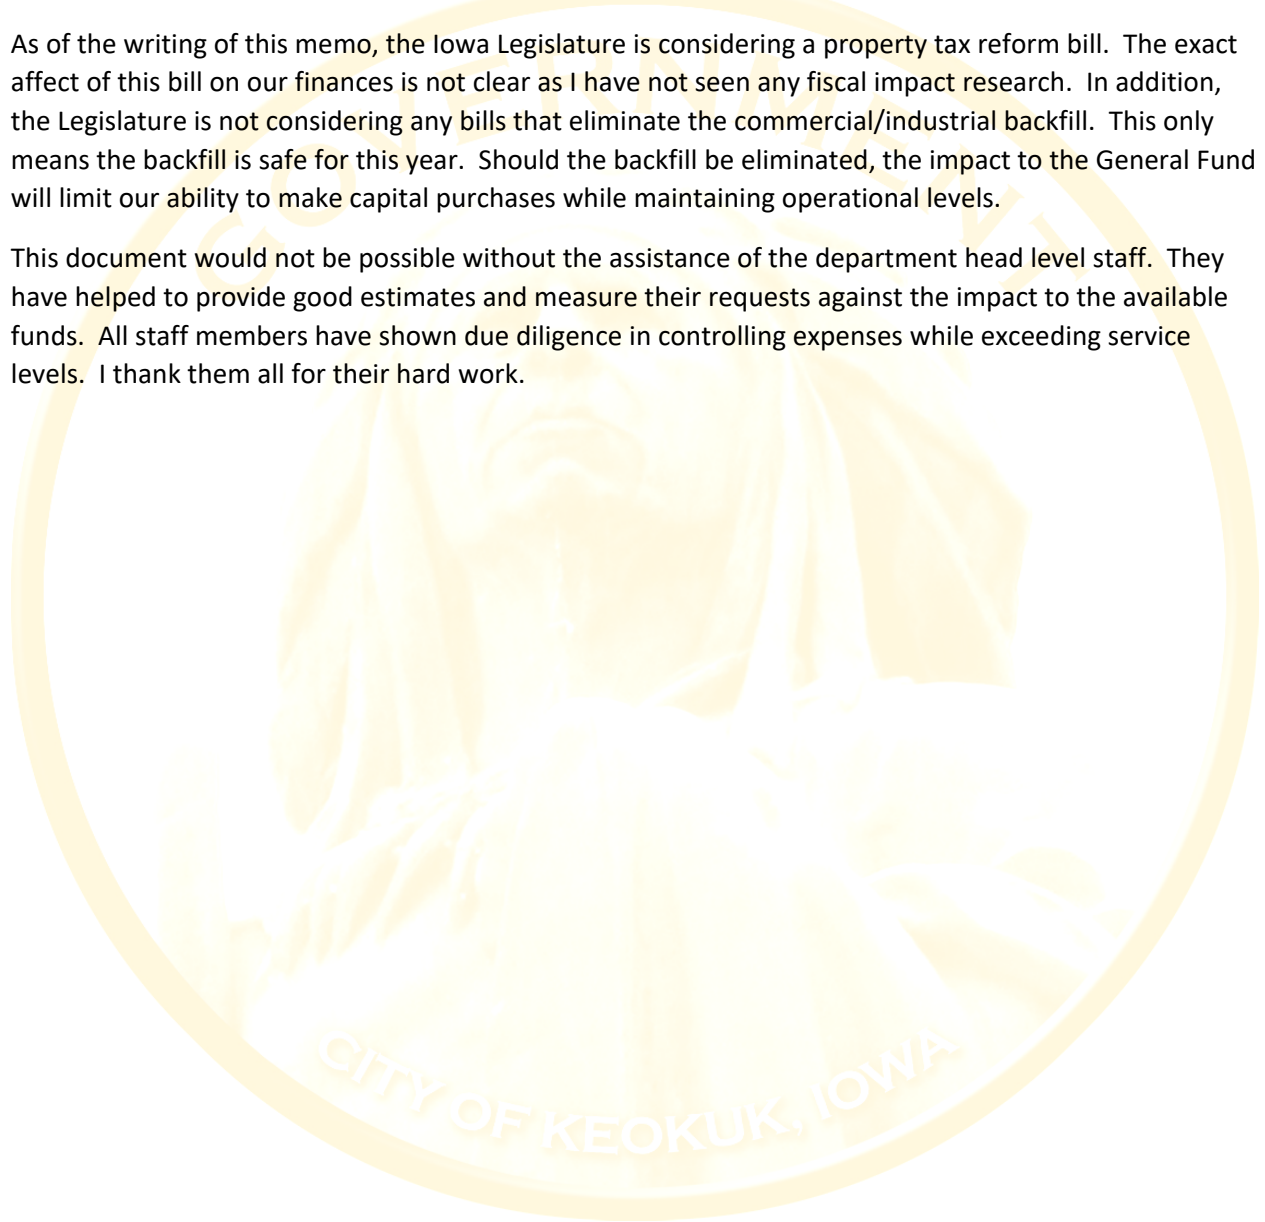 As of the writing of this memo, the Iowa Legislature is considering a property tax reform bill.  The exact
affect of this bill on our finances is not clear as I have not seen any fiscal impact research.  In addition,
the Legislature is not considering any bills that eliminate the commercial/industrial backfill.  This only
means the backfill is safe for this year.  Should the backfill be eliminated, the impact to the General Fund
will limit our ability to make capital purchases while maintaining operational levels.
This document would not be possible without the assistance of the department head level staff.  They
have helped to provide good estimates and measure their requests against the impact to the available
funds.  All staff members have shown due diligence in controlling expenses while exceeding service
levels.  I thank them all for their hard work.
GOVERNMENT
CITY OF KEOKUK, IOWA